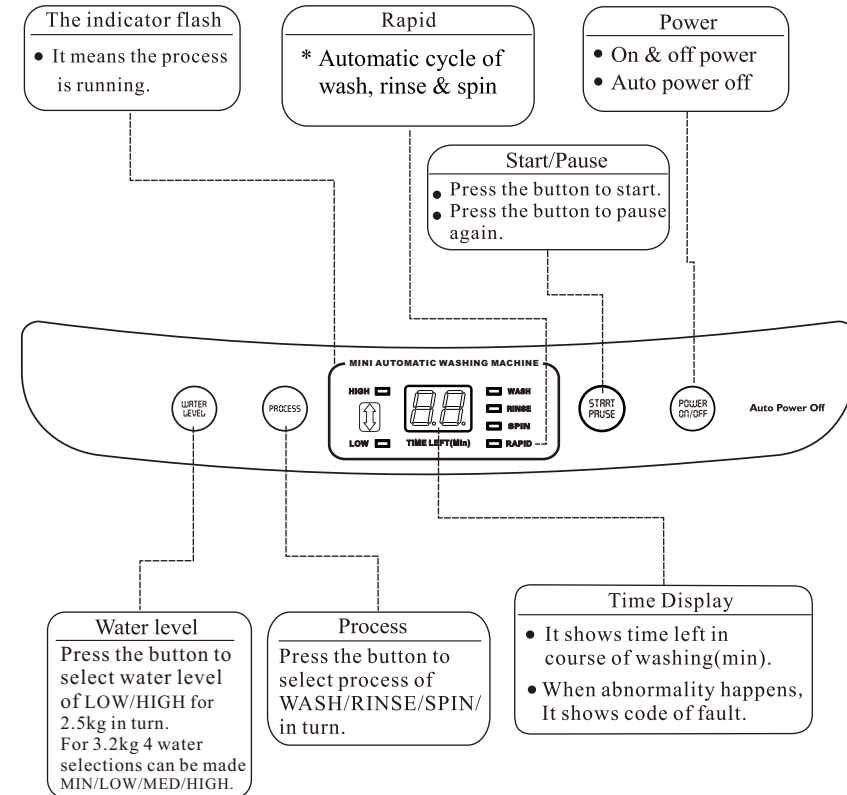 The indicator flash
● It means the process
is running.
Rapid
* Automatic cycle of
wash, rinse & spin
Power
● On & off power
● Auto power off
Start/Pause
● Press the button to start.
● Press the button to pause
again.
MINI AUTOMATIC WASHING MACHINE
WATER
LEVEL
PROCESS
HIGH
LOW
8.8.
TIME LEFT(Min)
WASH
RINSE
SPIN
RAPID
START
PAUSE
POWER
ON/OFF
Auto Power Off
Water level
Press the button to
select water level
of LOW/HIGH for
2.5kg in turn.
For 3.2kg 4 water
selections can be made
MIN/LOW/MED/HIGH.
Process
Press the button to
select process of
WASH/RINSE/SPIN/
in turn.
Time Display
● It shows time left in
course of washing(min).
● When abnormality happens,
It shows code of fault.